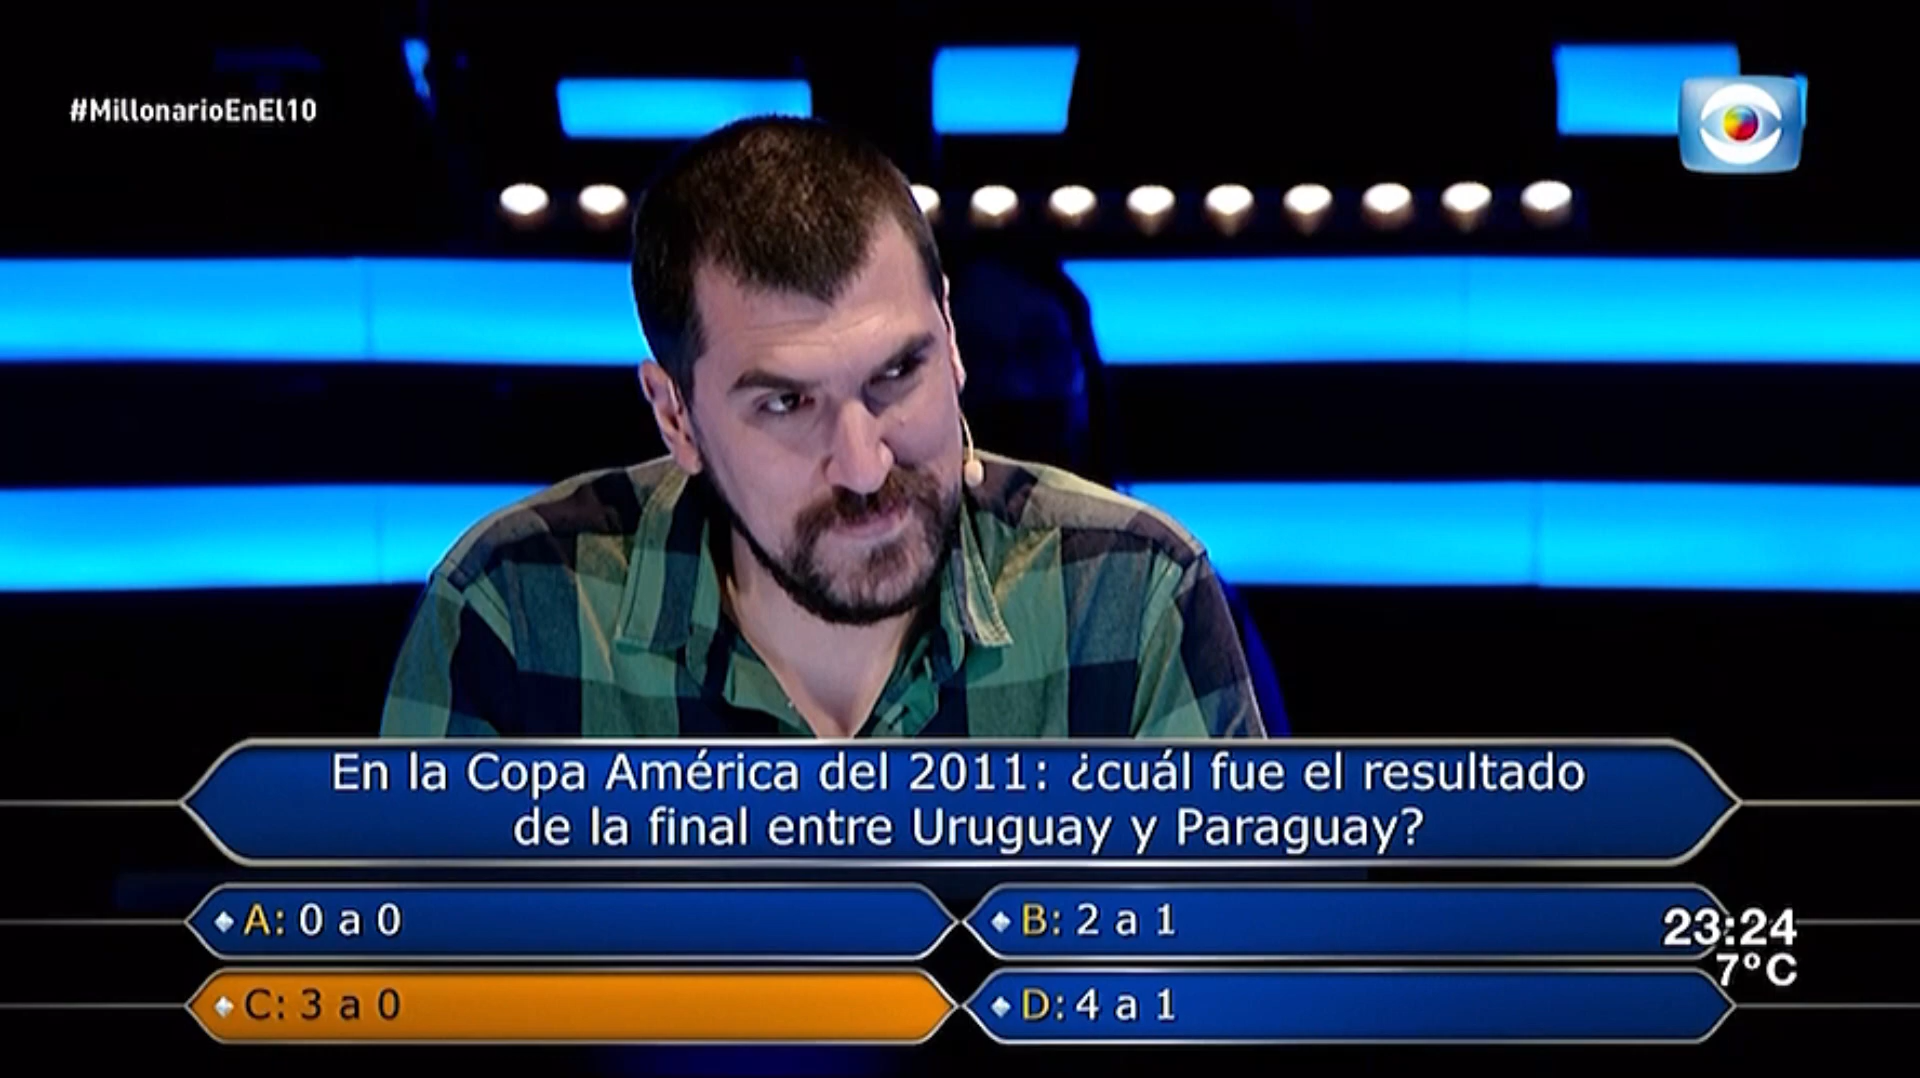 #MillonarioEnEl10
En la Copa América del 2011: ¿cuál fue el resultado
de la final entre Uruguay y Paraguay?
A: 0 a 0
B: 2 a 1
23:24
7°C
C: 3 a 0
D: 4 a 1